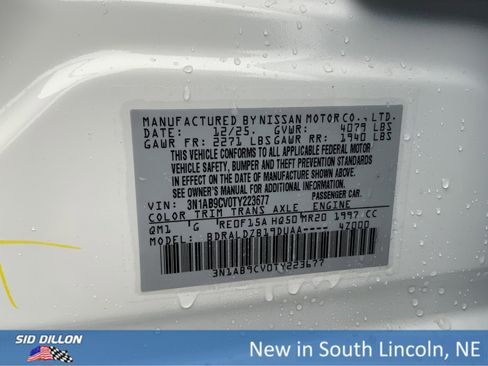 MANUFACTURED BY NISSAN MOTOR CO., LTD.
DATE: 12/25. GVWR: 4079 LBS
GAWR FR: 2271 LBS GAWR RR: 1940 LBS
THIS VEHICLE CONFORMS TO ALL APPLICABLE FEDERAL MOTOR
VEHICLE SAFETY, BUMPER AND THEFT PREVENTION STANDARDS
IN EFFECT ON THE DATE OF MANUFACTURE SHOWN ABOVE.
SEE OWNER'S MANUAL FOR MORE INFORMATION.
VIN: 3N1AB9CV0TY223677 PASSENGER CAR.
COLOR TRIM TRANS AXLE ENGINE
QM1 G RE0F15A HQ50 MR20 1997 CC
MODEL: BDRALDZB19DUAA---- 47000
3N1AB9CV0TY223677
SID DILLON
New in South Lincoln, NE